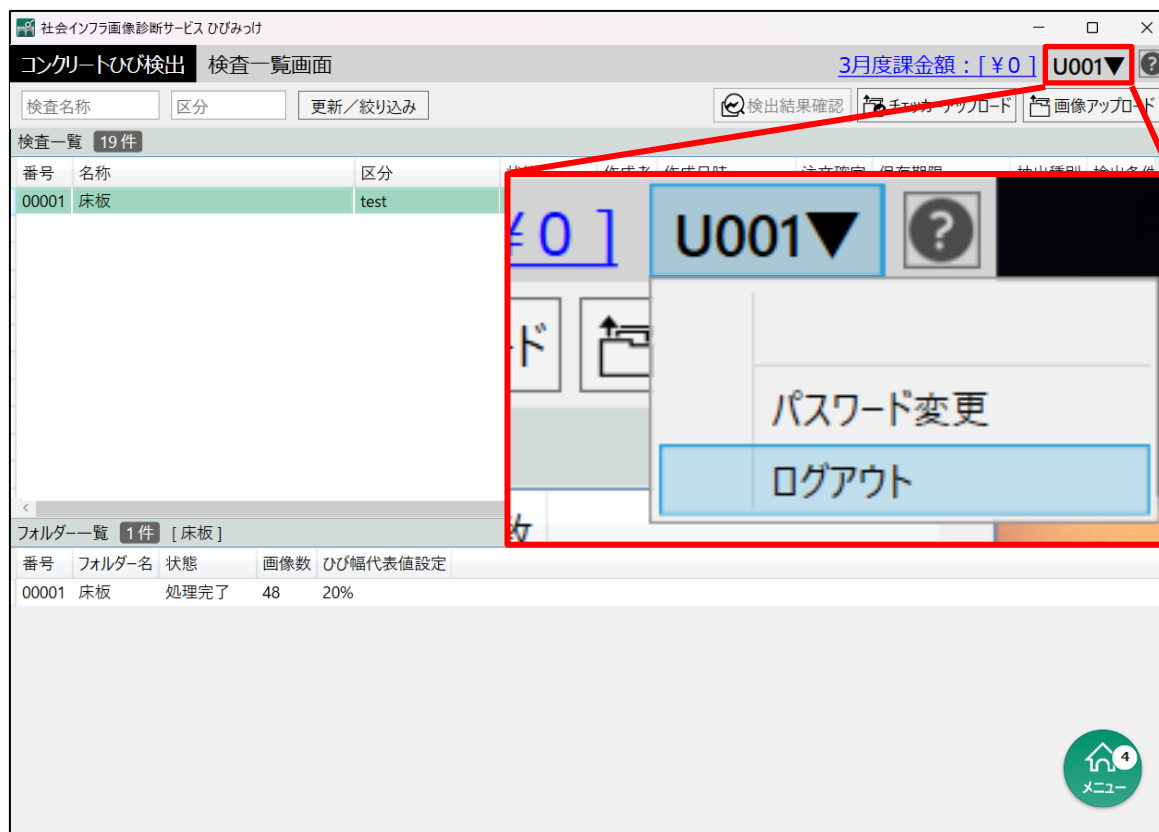 社会インフラ画像診断サービス ひびみっけ
コンクリートひび検出 検査一覧画面 3月度課金額：[ ¥0 ] U001▼ ?
検査名称 区分 更新／絞り込み 検出結果確認 チェッカーアップロード 画像アップロード
検査一覧 19件
番号 名称 区分 状態 作成者 作成日時 注文確定 保存期限 抽出種別 検出条件
00001 床板 test
¥0 ] U001▼ ?
ド
パスワード変更
ログアウト
数
フォルダー一覧 1件 [ 床板 ]
番号 フォルダー名 状態 画像数 ひび幅代表値設定
00001 床板 処理完了 48 20%
4
メニュー